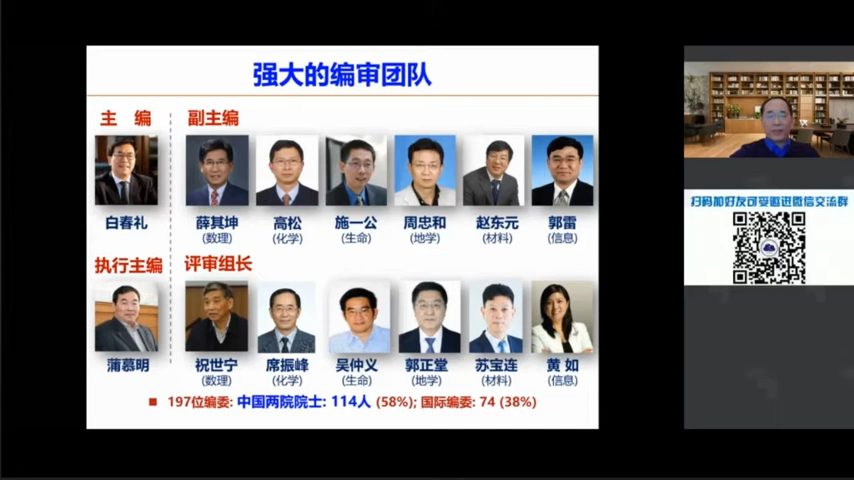 强大的编审团队
主 编
副主编
白春礼
薛其坤
高松
施一公
周忠和
赵东元
郭雷
(数理)
(化学)
(生命)
(地学)
(材料)
(信息)
执行主编
评审组长
蒲慕明
祝世宁
席振峰
吴仲义
郭正堂
苏宝连
黄 如
(数理)
(化学)
(生命)
(地学)
(材料)
(信息)
■ 197位编委: 中国两院院士: 114人 (58%); 国际编委: 74 (38%)
扫码加好友可受邀进微信交流群